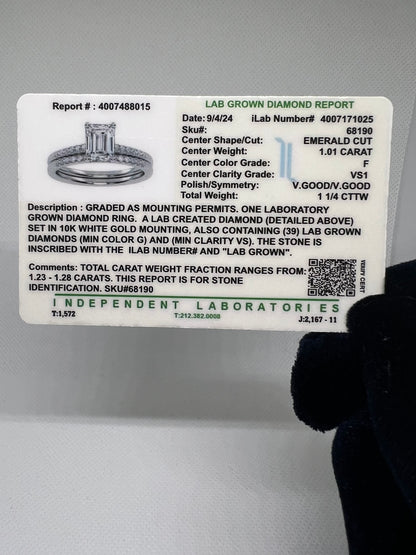 Report # : 4007488015
LAB GROWN DIAMOND REPORT
Date: 9/4/24 iLab Number# 4007171025
Sku#: 68190
Center Shape/Cut: EMERALD CUT
Center Weight: 1.01 CARAT
Center Color Grade: F
Center Clarity Grade: VS1
Polish/Symmetry: V.GOOD/V.GOOD
Total Weight: 1 1/4 CTTW
Description : GRADED AS MOUNTING PERMITS. ONE LABORATORY
GROWN DIAMOND RING. A LAB CREATED DIAMOND (DETAILED ABOVE)
SET IN 10K WHITE GOLD MOUNTING, ALSO CONTAINING (39) LAB GROWN
DIAMONDS (MIN COLOR G) AND (MIN CLARITY VS). THE STONE IS
INSCRIBED WITH THE ILAB NUMBER# AND "LAB GROWN".
Comments: TOTAL CARAT WEIGHT FRACTION RANGES FROM:
1.23 - 1.28 CARATS. THIS REPORT IS FOR STONE
IDENTIFICATION. SKU#68190
VERIFY CERT
INDEPENDENT LABORATORIES
T:1,572
T:212.382.0008
J:2,167 - 11